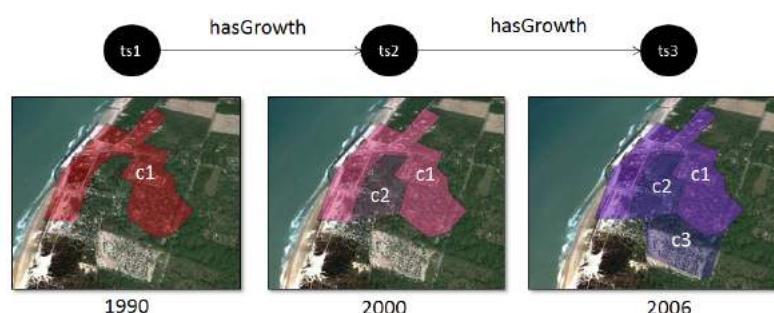 hasGrowth hasGrowth
ts1 ts2 ts3
c1 c2 c1 c2 c1
c3
1990 2000 2006